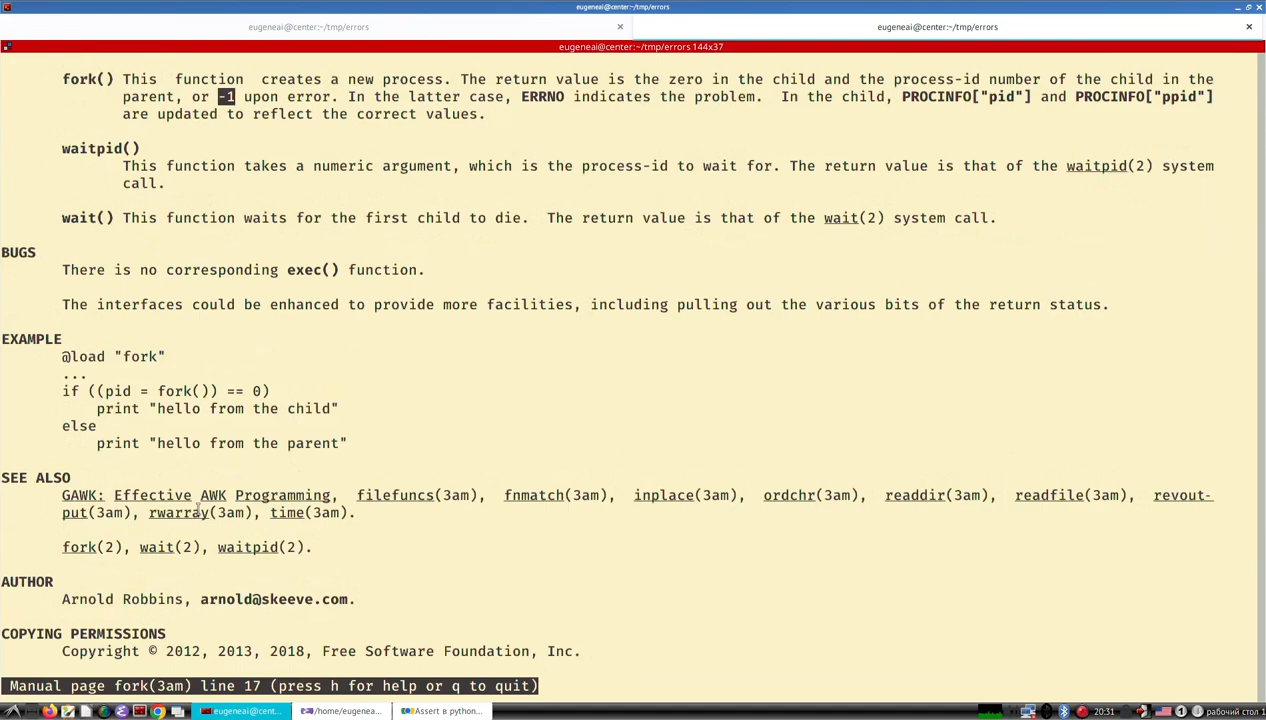 eugeneai@center:~/tmp/errors
eugeneai@center:~/tmp/errors
eugeneai@center:~/tmp/errors
eugeneai@center:~/tmp/errors 144x37
fork() This function creates a new process. The return value is the zero in the child and the process-id number of the child in the
parent, or -1 upon error. In the latter case, ERRNO indicates the problem. In the child, PROCINFO["pid"] and PROCINFO["ppid"]
are updated to reflect the correct values.
waitpid()
This function takes a numeric argument, which is the process-id to wait for. The return value is that of the waitpid(2) system
call.
wait() This function waits for the first child to die. The return value is that of the wait(2) system call.
BUGS
There is no corresponding exec() function.
The interfaces could be enhanced to provide more facilities, including pulling out the various bits of the return status.
EXAMPLE
@load "fork"
...
if ((pid = fork()) == 0)
print "hello from the child"
else
print "hello from the parent"
SEE ALSO
GAWK: Effective AWK Programming, filefuncs(3am), fnmatch(3am), inplace(3am), ordchr(3am), readdir(3am), readfile(3am), revout-
put(3am), rwarray(3am), time(3am).
fork(2), wait(2), waitpid(2).
AUTHOR
Arnold Robbins, arnold@skeeve.com.
COPYING PERMISSIONS
Copyright © 2012, 2013, 2018, Free Software Foundation, Inc.
Manual page fork(3am) line 17 (press h for help or q to quit)
eugeneai@cent... /home/eugenea... Assert в python... 20:31 рабочий стол 1